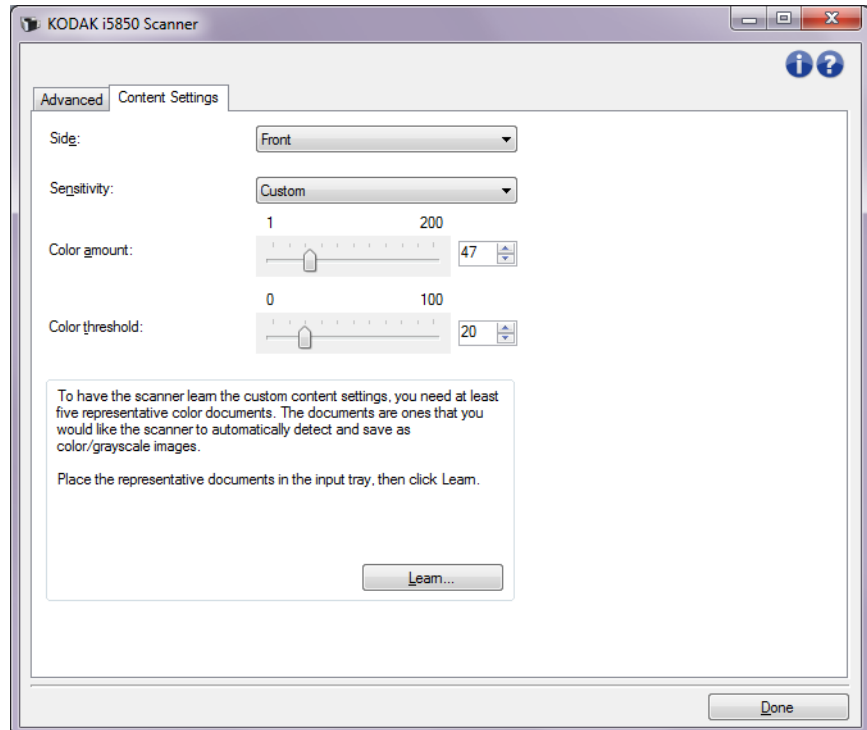 KODAK i5850 Scanner
Advanced
Content Settings
Side:
Front
Sensitivity:
Custom
1 200
Color amount:
47
0 100
Color threshold:
20
To have the scanner learn the custom content settings, you need at least
five representative color documents. The documents are ones that you
would like the scanner to automatically detect and save as
color/grayscale images.
Place the representative documents in the input tray, then click Learn.
Learn...
Done